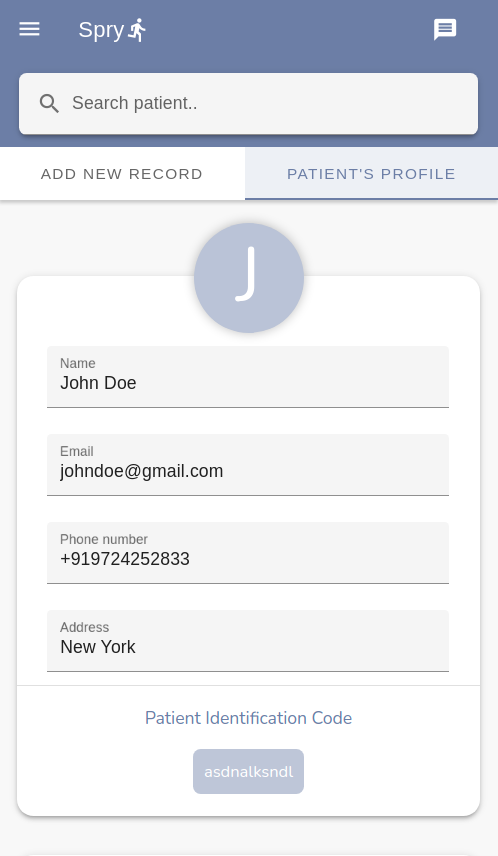 Spry
Search patient..
ADD NEW RECORD
PATIENT'S PROFILE
J
Name
John Doe
Email
johndoe@gmail.com
Phone number
+919724252833
Address
New York
Patient Identification Code
asdnalksndl